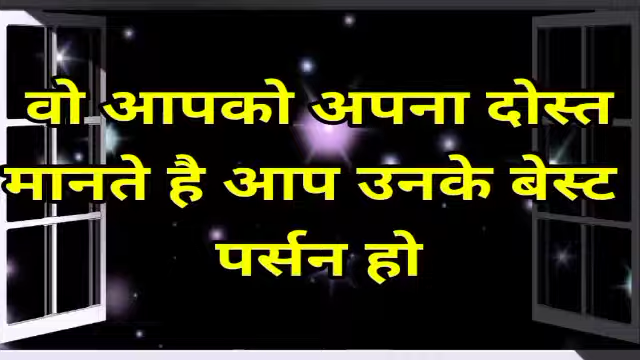 वो आपको अपना दोस्त
मानते है आप उनके बेस्ट
पर्सन हो